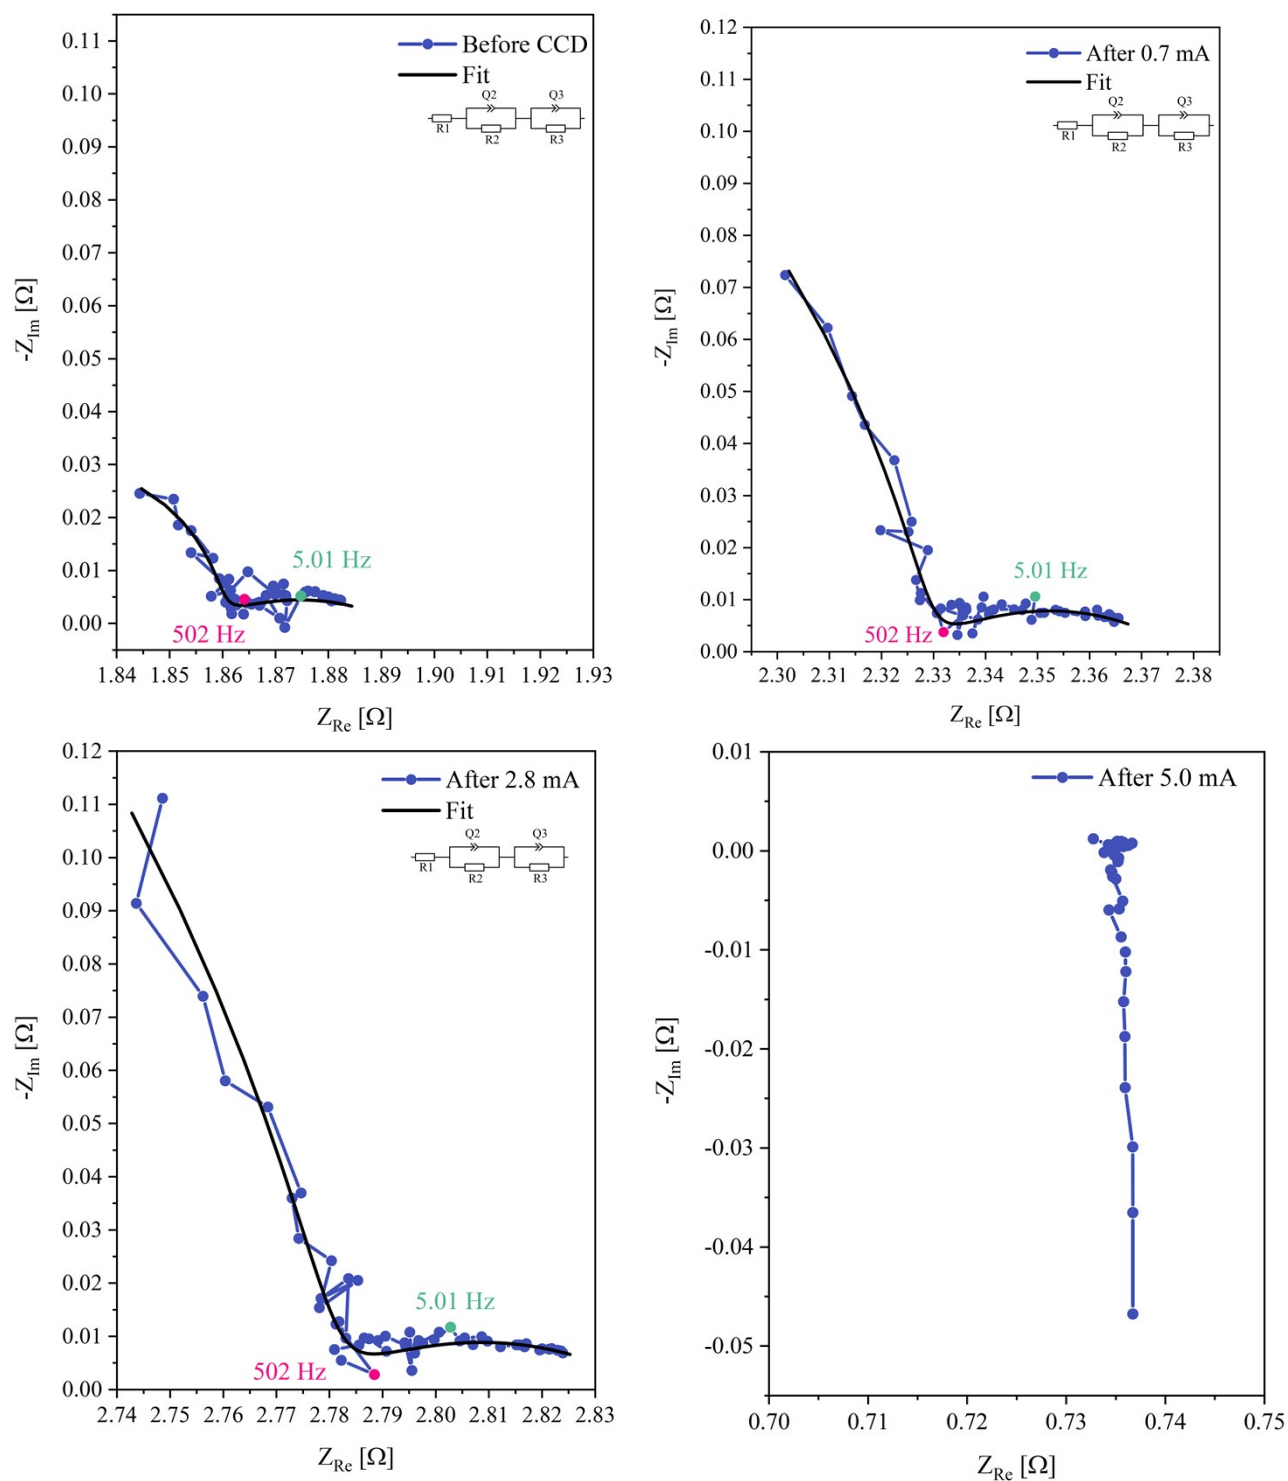 Before CCD
Fit
Q2 Q3
R1 R2 R3
0.11
0.10
0.09
0.08
0.07
0.06
0.05
0.04
0.03
0.02
0.01
0.00
-Z_Im [Ω]
5.01 Hz
502 Hz
1.84 1.85 1.86 1.87 1.88 1.89 1.90 1.91 1.92 1.93
Z_Re [Ω]
After 0.7 mA
Fit
Q2 Q3
R1 R2 R3
0.12
0.11
0.10
0.09
0.08
0.07
0.06
0.05
0.04
0.03
0.02
0.01
0.00
-Z_Im [Ω]
5.01 Hz
502 Hz
2.30 2.31 2.32 2.33 2.34 2.35 2.36 2.37 2.38
Z_Re [Ω]
After 2.8 mA
Fit
Q2 Q3
R1 R2 R3
0.12
0.11
0.10
0.09
0.08
0.07
0.06
0.05
0.04
0.03
0.02
0.01
0.00
-Z_Im [Ω]
5.01 Hz
502 Hz
2.74 2.75 2.76 2.77 2.78 2.79 2.80 2.81 2.82 2.83
Z_Re [Ω]
After 5.0 mA
0.01
0.00
-0.01
-0.02
-0.03
-0.04
-0.05
-Z_Im [Ω]
0.70 0.71 0.72 0.73 0.74 0.75
Z_Re [Ω]